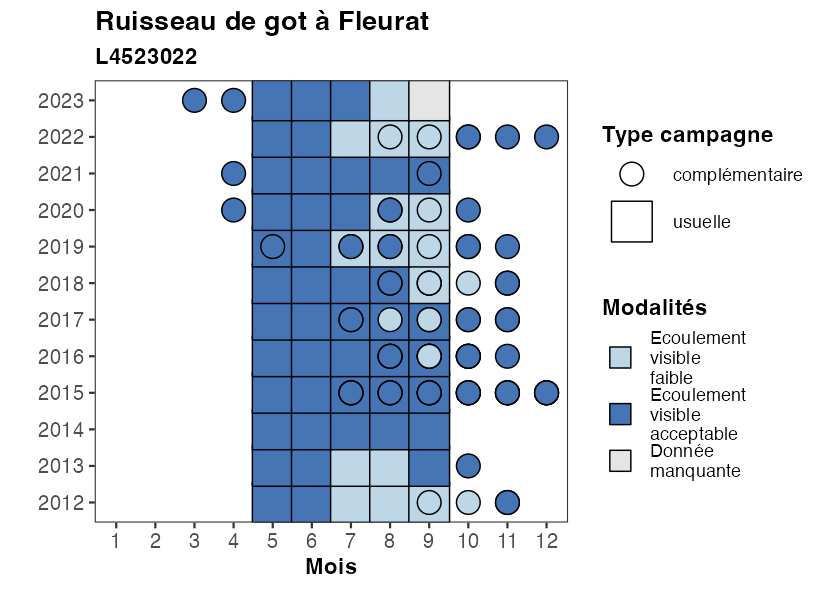 Ruisseau de got à Fleurat
L4523022
2023
2022
2021
2020
2019
2018
2017
2016
2015
2014
2013
2012
1 2 3 4 5 6 7 8 9 10 11 12
Mois
Type campagne
complémentaire
usuelle
Modalités
Ecoulement
visible
faible
Ecoulement
visible
acceptable
Donnée
manquante